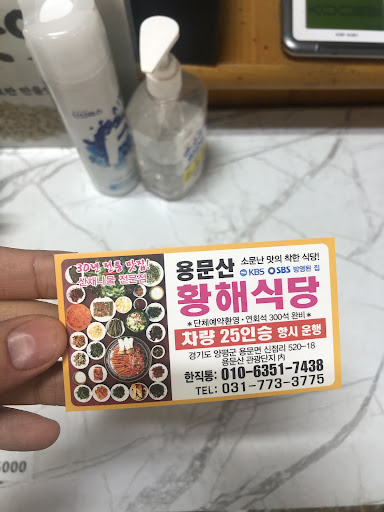 30년 전통 맛집!
산채나물 전문점
용문산
소문난 맛의 착한 식당!
KBS SBS 방영된 집
황해식당
*단체예약환영·연회석 300석 완비*
차량 25인승 항시 운행
경기도 양평군 용문면 신점리 520-18
용문산 관광단지 內
한직통: 010-6351-7438
TEL: 031-773-3775
5000